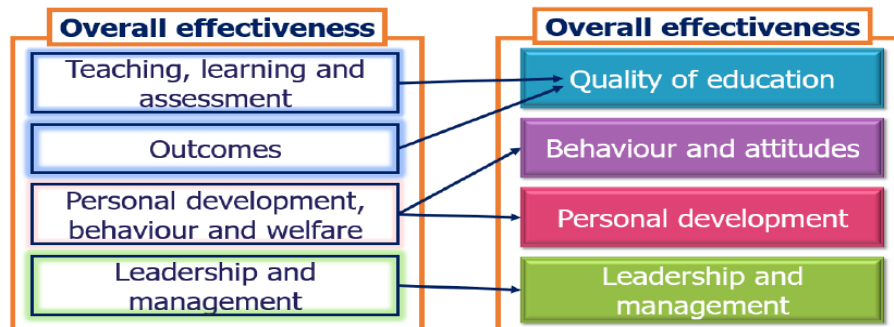 Overall effectiveness
Teaching, learning and
assessment
Outcomes
Personal development,
behaviour and welfare
Leadership and
management
Overall effectiveness
Quality of education
Behaviour and attitudes
Personal development
Leadership and
management